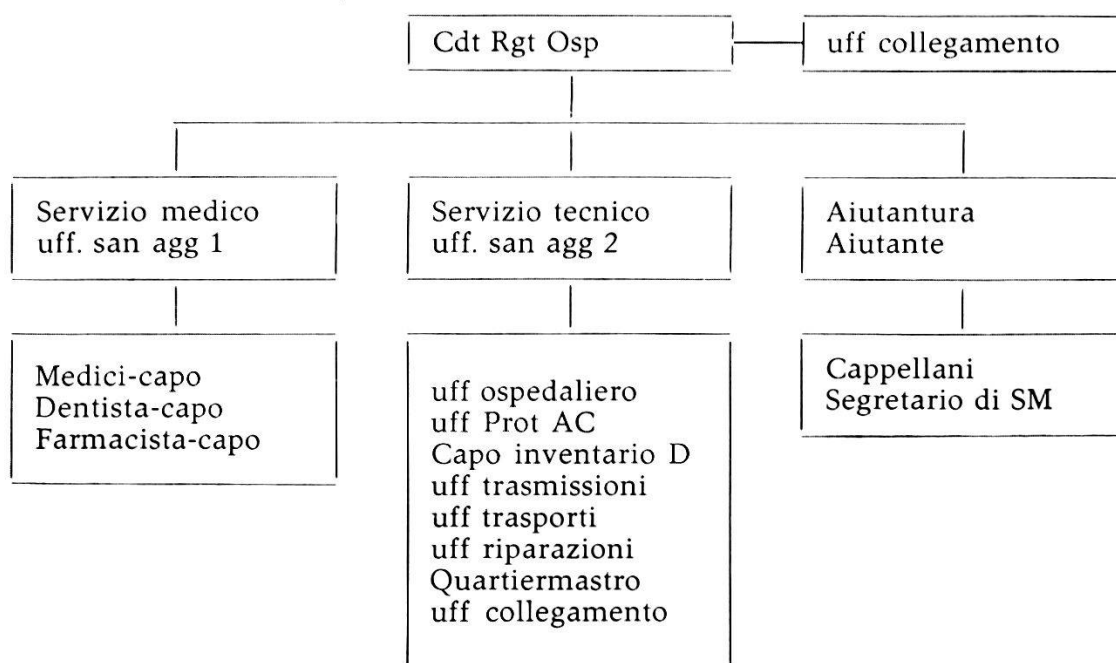 Cdt Rgt Osp
uff collegamento
Servizio medico
uff. san agg 1
Servizio tecnico
uff. san agg 2
Aiutantura
Aiutante
Medici-capo
Dentista-capo
Farmacista-capo
uff ospedaliero
uff Prot AC
Capo inventario D
uff trasmissioni
uff trasporti
uff riparazioni
Quartiermastro
uff collegamento
Cappellani
Segretario di SM